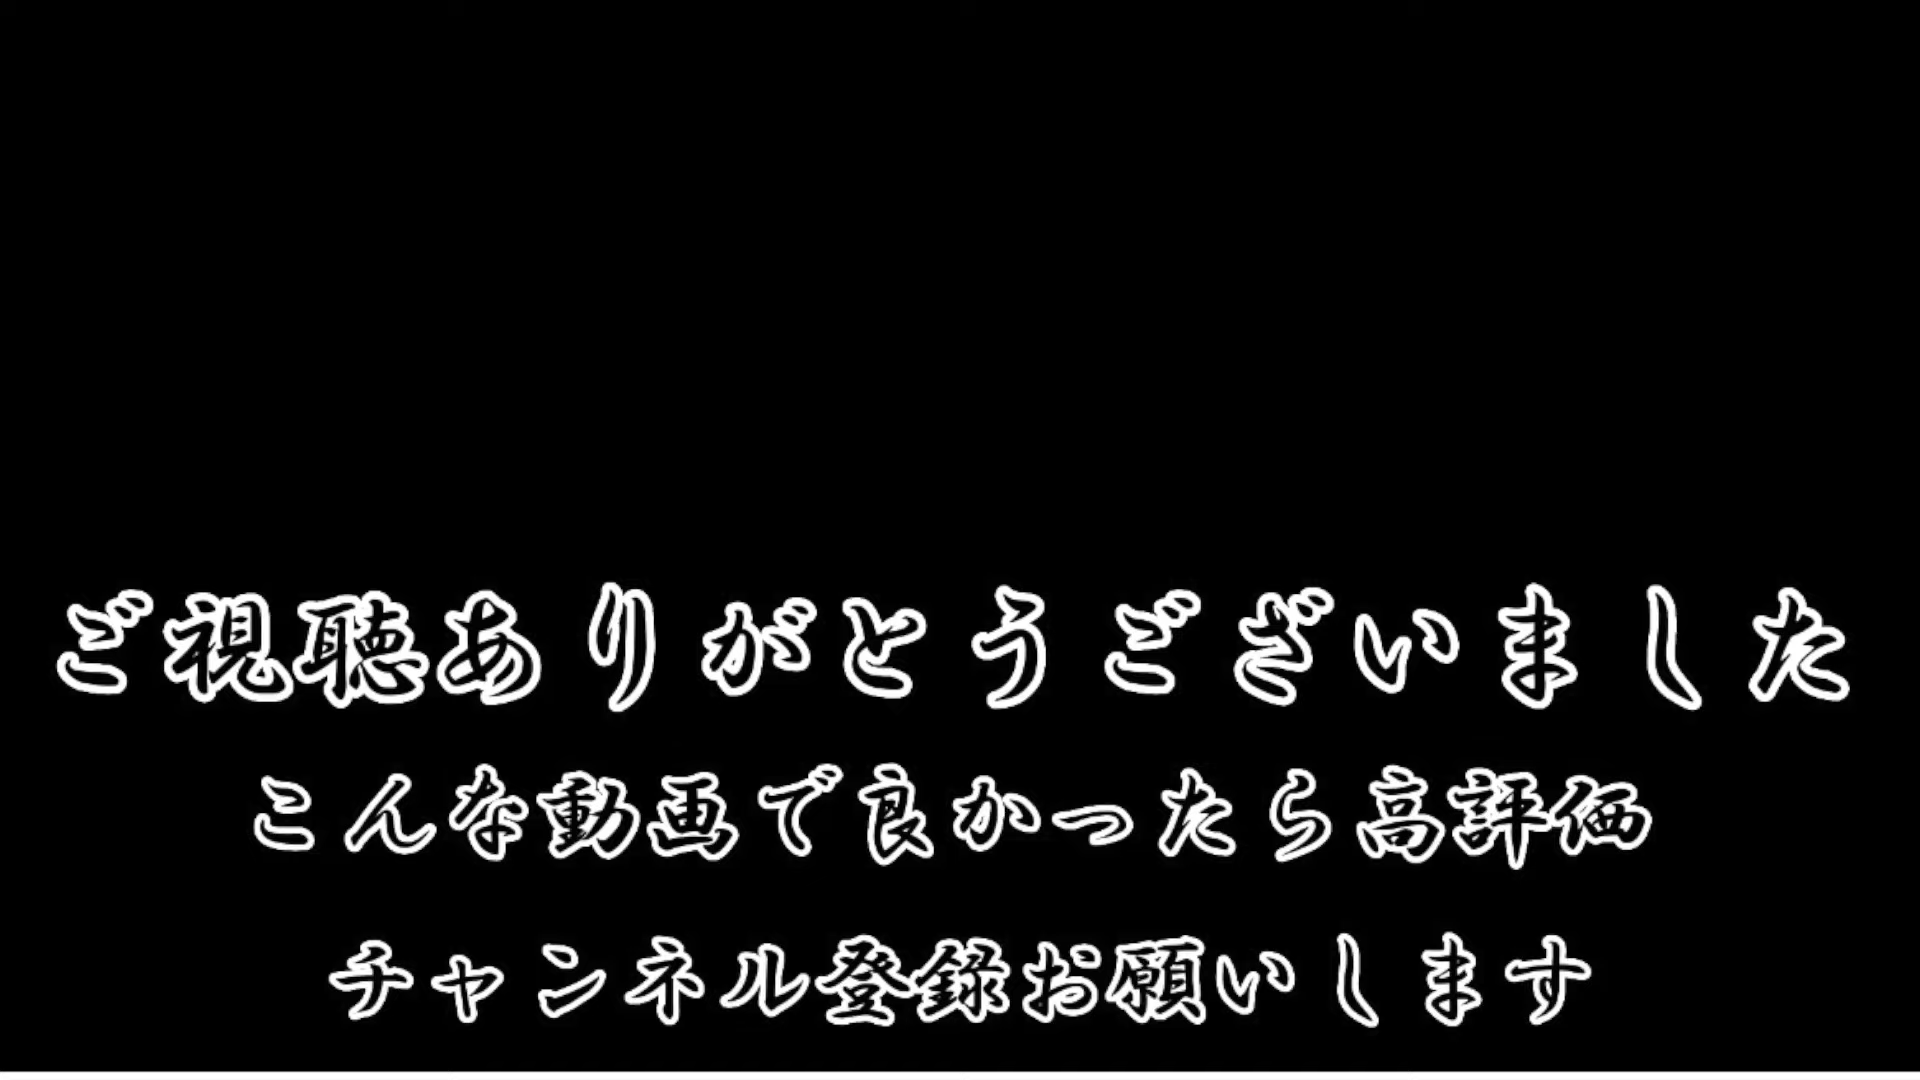 ご視聴ありがとうございました
こんな動画で良かったら高評価
チャンネル登録お願いします